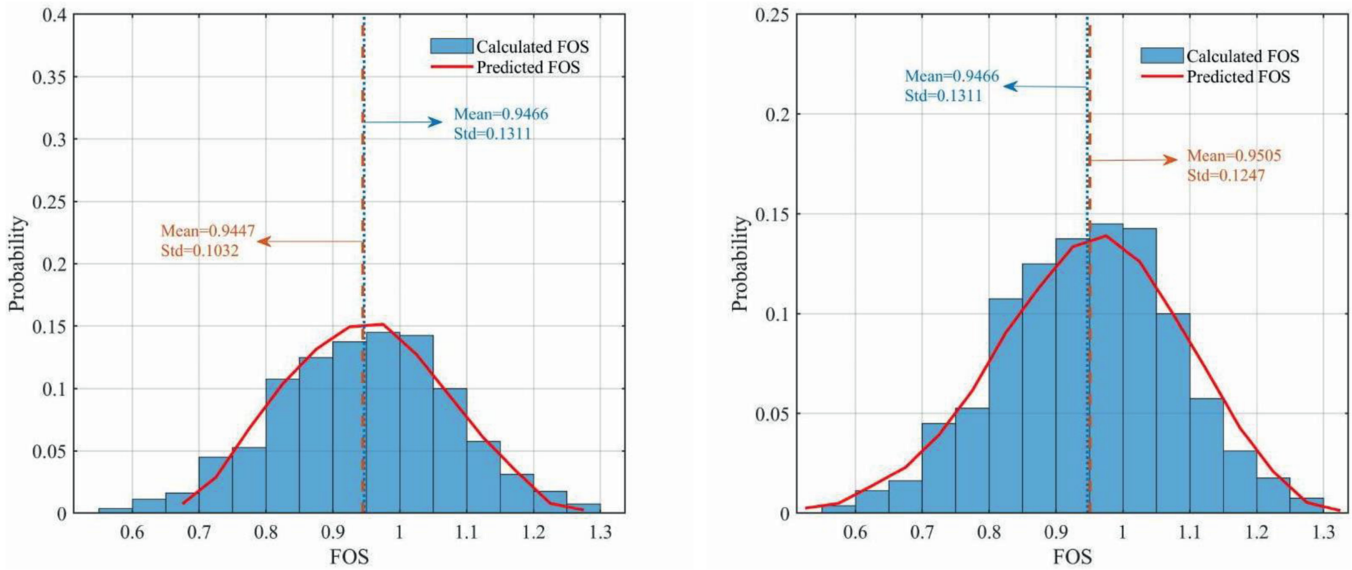 0.4
0.35
0.3
0.25
0.2
0.15
0.1
0.05
0
Probability
Calculated FOS
Predicted FOS
Mean=0.9466
Std=0.1311
Mean=0.9447
Std=0.1032
0.6 0.7 0.8 0.9 1 1.1 1.2 1.3
FOS
0.25
0.2
0.15
0.1
0.05
0
Probability
Calculated FOS
Predicted FOS
Mean=0.9466
Std=0.1311
Mean=0.9505
Std=0.1247
0.6 0.7 0.8 0.9 1 1.1 1.2 1.3
FOS